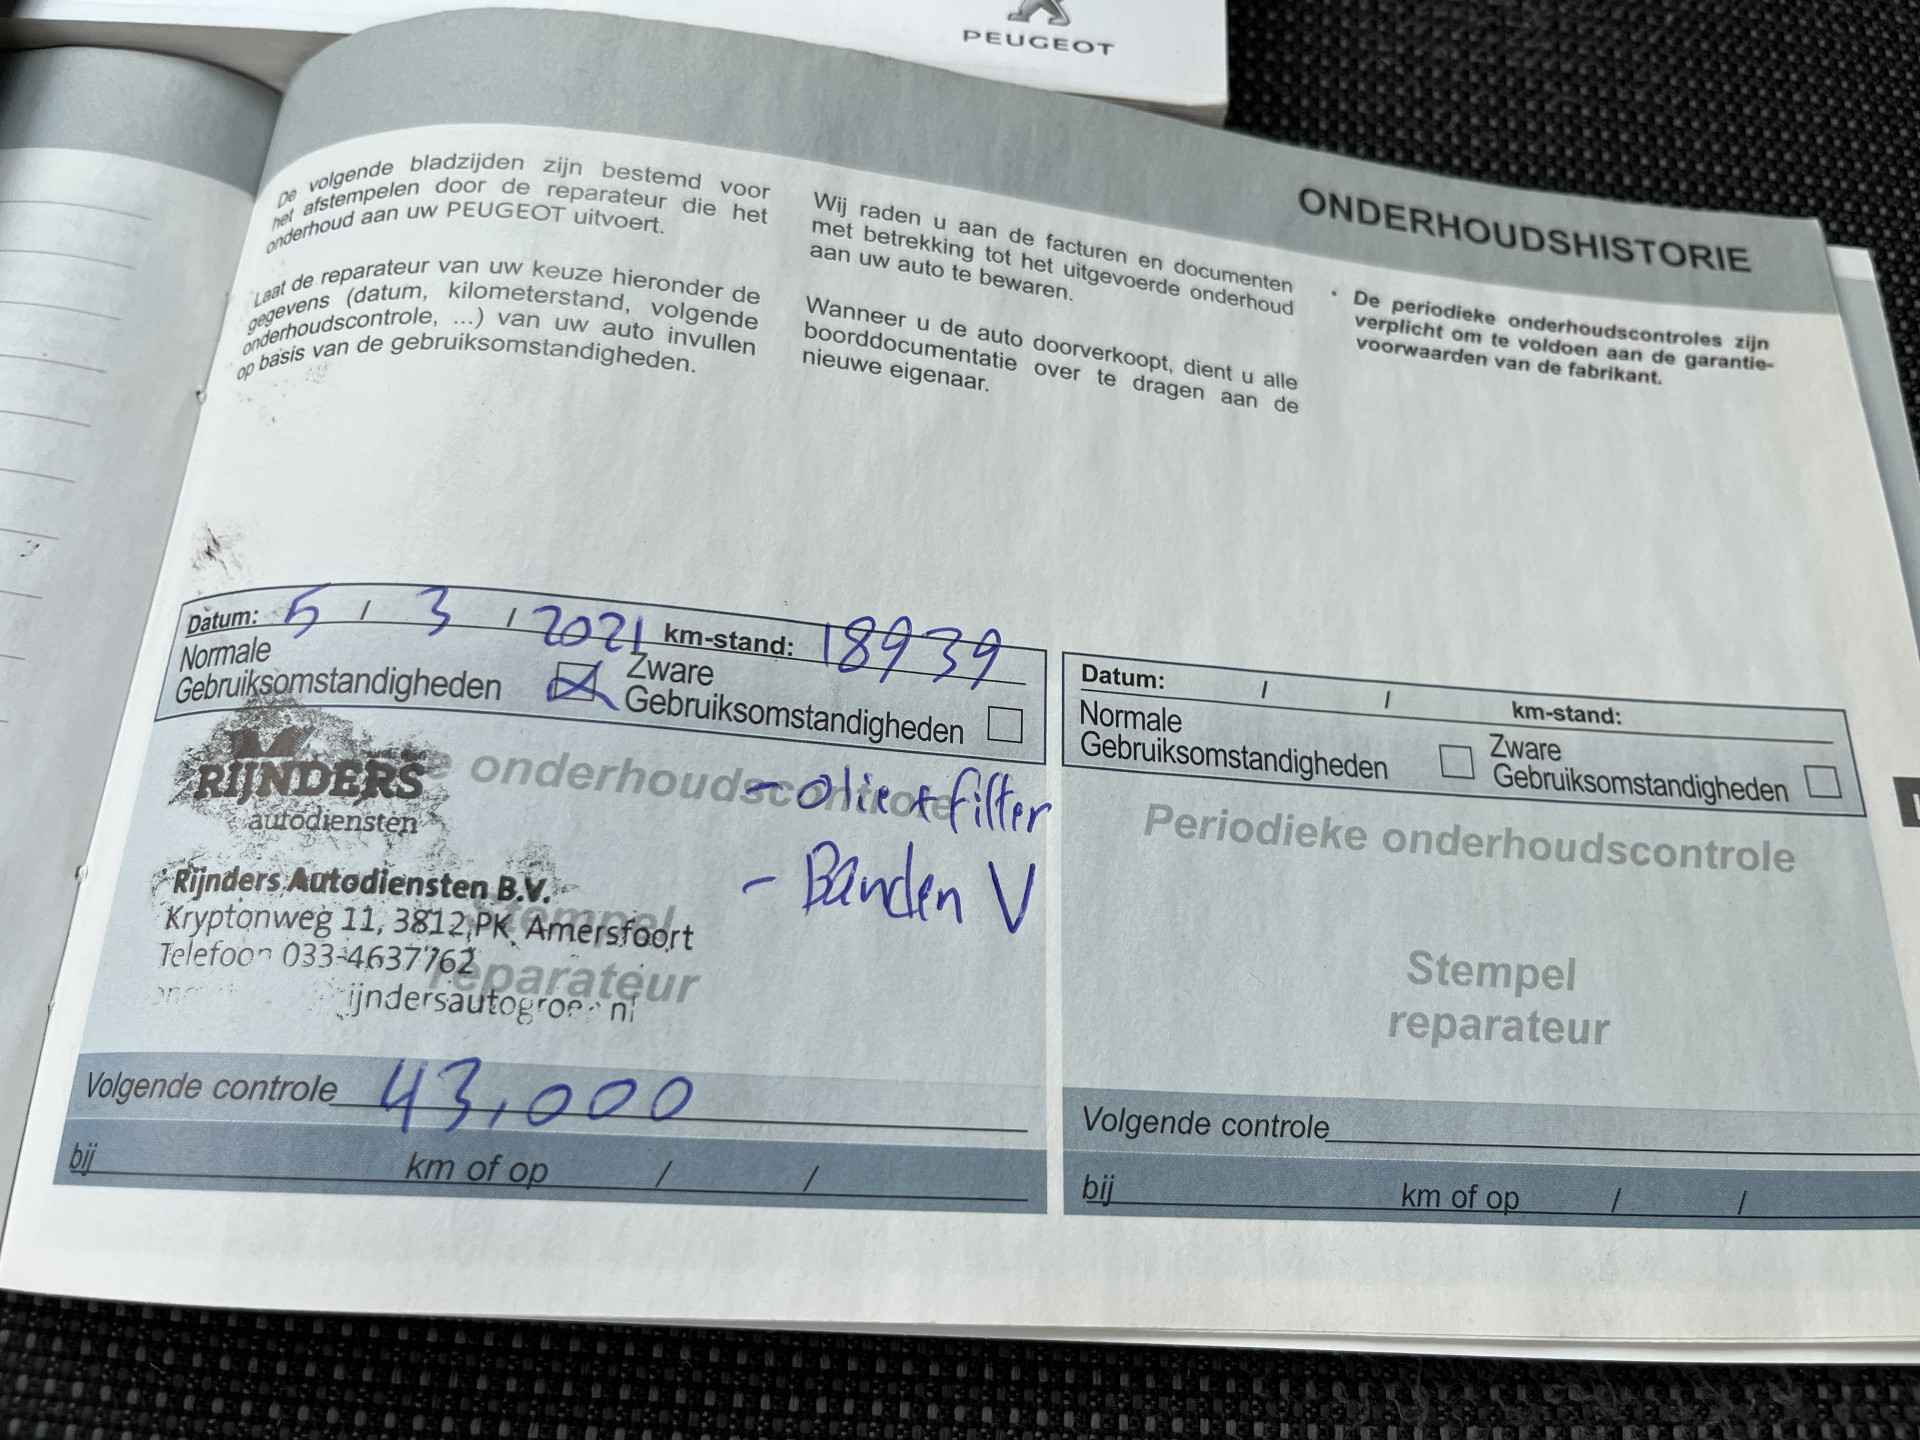 PEUGEOT
ONDERHOUDSHISTORIE
De volgende bladzijden zijn bestemd voor
het afstempelen door de reparateur die het
onderhoud aan uw PEUGEOT uitvoert.
Laat de reparateur van uw keuze hieronder de
gegevens (datum, kilometerstand, volgende
onderhoudscontrole, ...) van uw auto invullen
op basis van de gebruiksomstandigheden.
Wij raden u aan de facturen en documenten
met betrekking tot het uitgevoerde onderhoud
aan uw auto te bewaren.
Wanneer u de auto doorverkoopt, dient u alle
boorddocumentatie over te dragen aan de
nieuwe eigenaar.
• De periodieke onderhoudscontroles zijn
verplicht om te voldoen aan de garantie-
voorwaarden van de fabrikant.
Datum: 5 / 3 / 2021 km-stand: 18939
Normale
Gebruiksomstandigheden
Zware
Gebruiksomstandigheden
onderhoudscontrole
- olie + filter
- Banden V
RIJNDERS
autodiensten
Rijnders Autodiensten B.V.
Kryptonweg 11, 3812 PK Amersfoort
Telefoon 033-4637762
Stempel
reparateur
Volgende controle 43,000
bij km of op / /
Datum: / / km-stand:
Normale
Gebruiksomstandigheden
Zware
Gebruiksomstandigheden
Periodieke onderhoudscontrole
Stempel
reparateur
Volgende controle
bij km of op / /